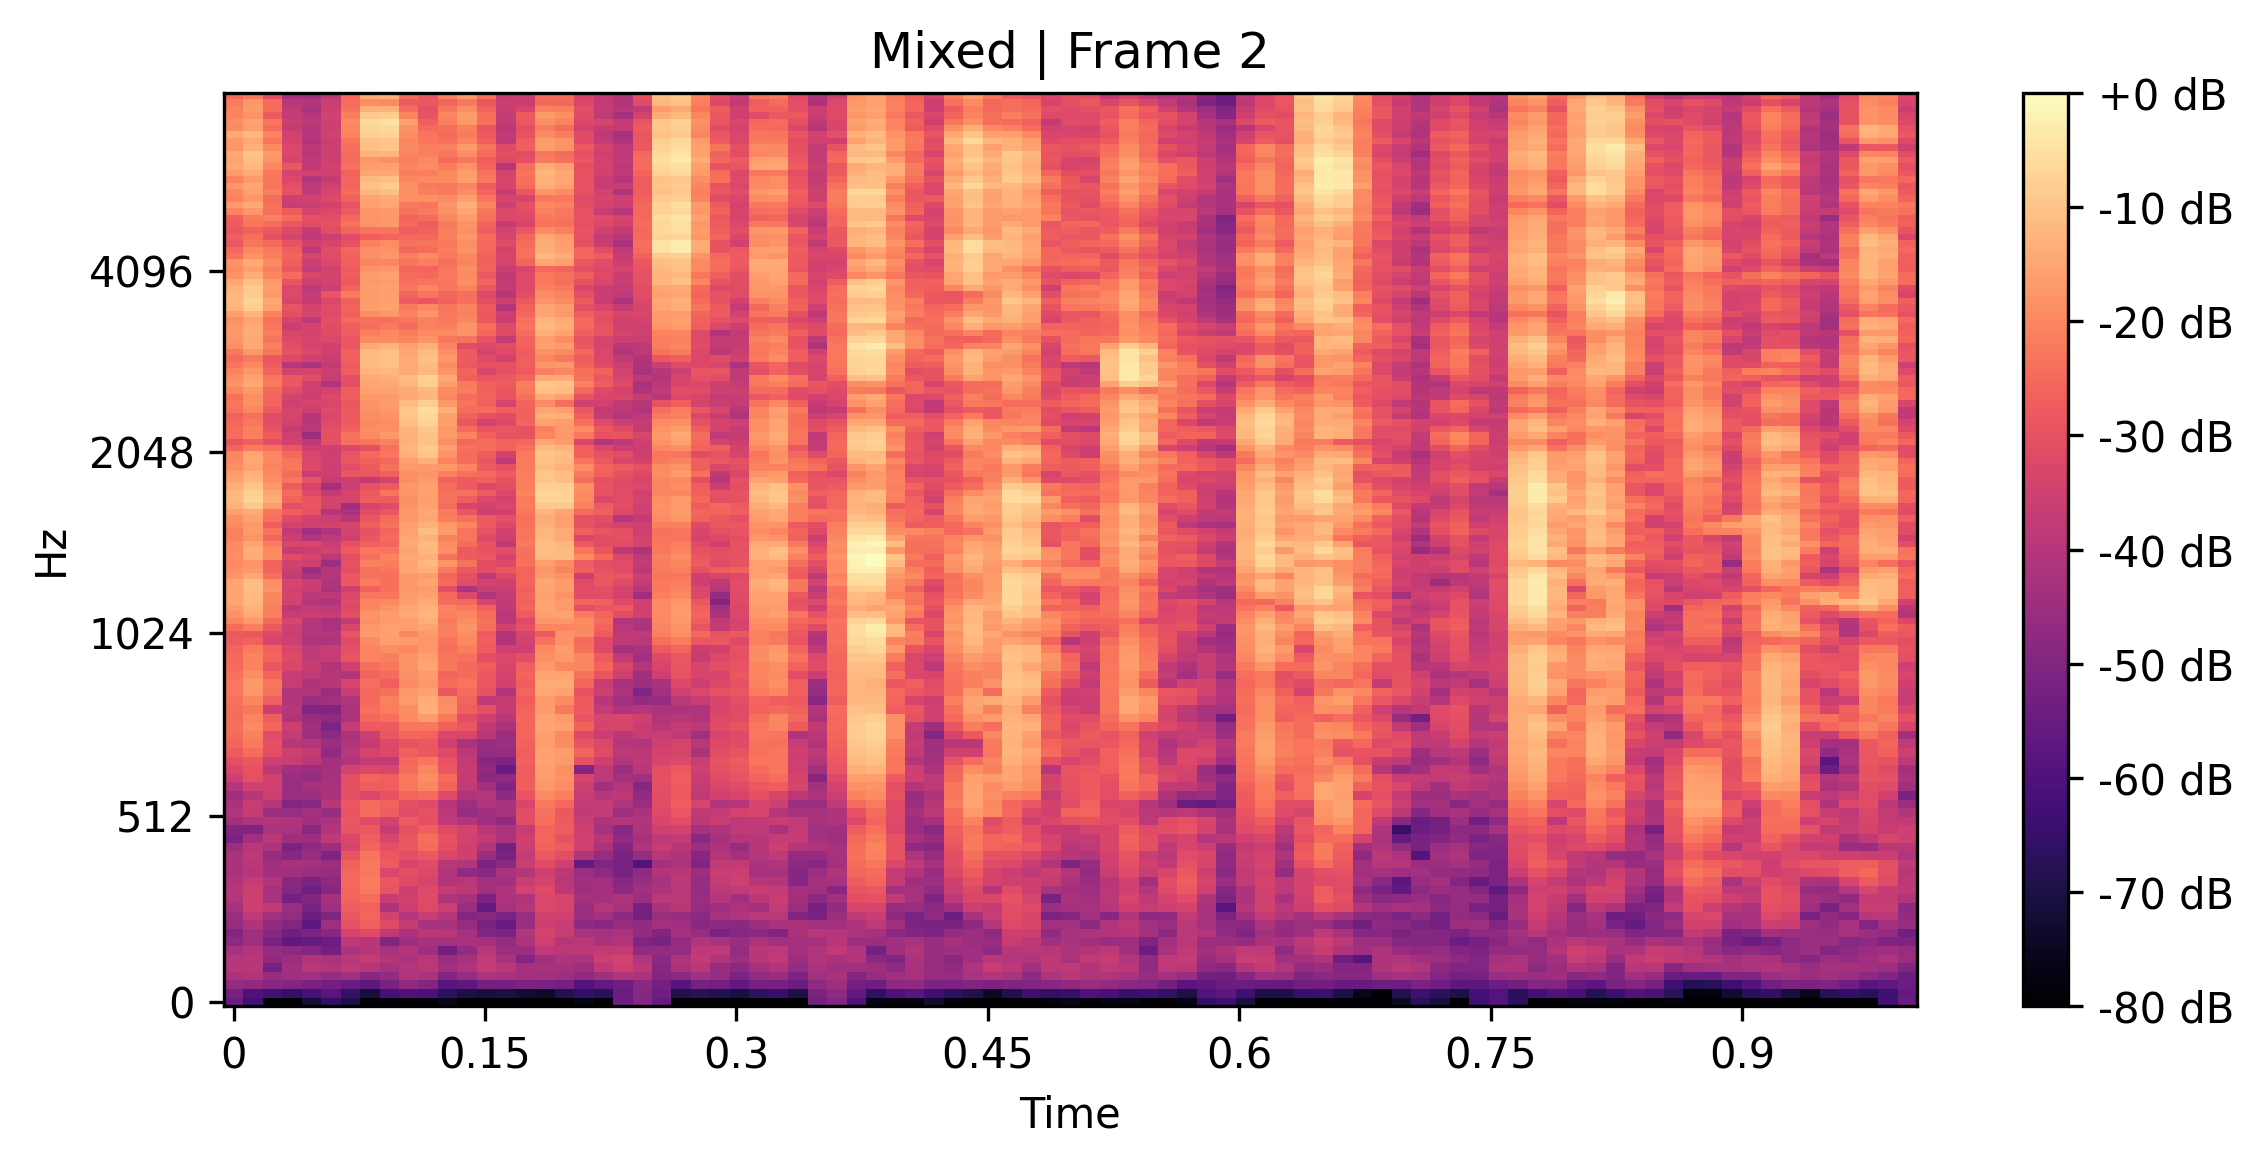 Mixed | Frame 2
Hz
4096
2048
1024
512
0
0 0.15 0.3 0.45 0.6 0.75 0.9
Time
+0 dB
-10 dB
-20 dB
-30 dB
-40 dB
-50 dB
-60 dB
-70 dB
-80 dB